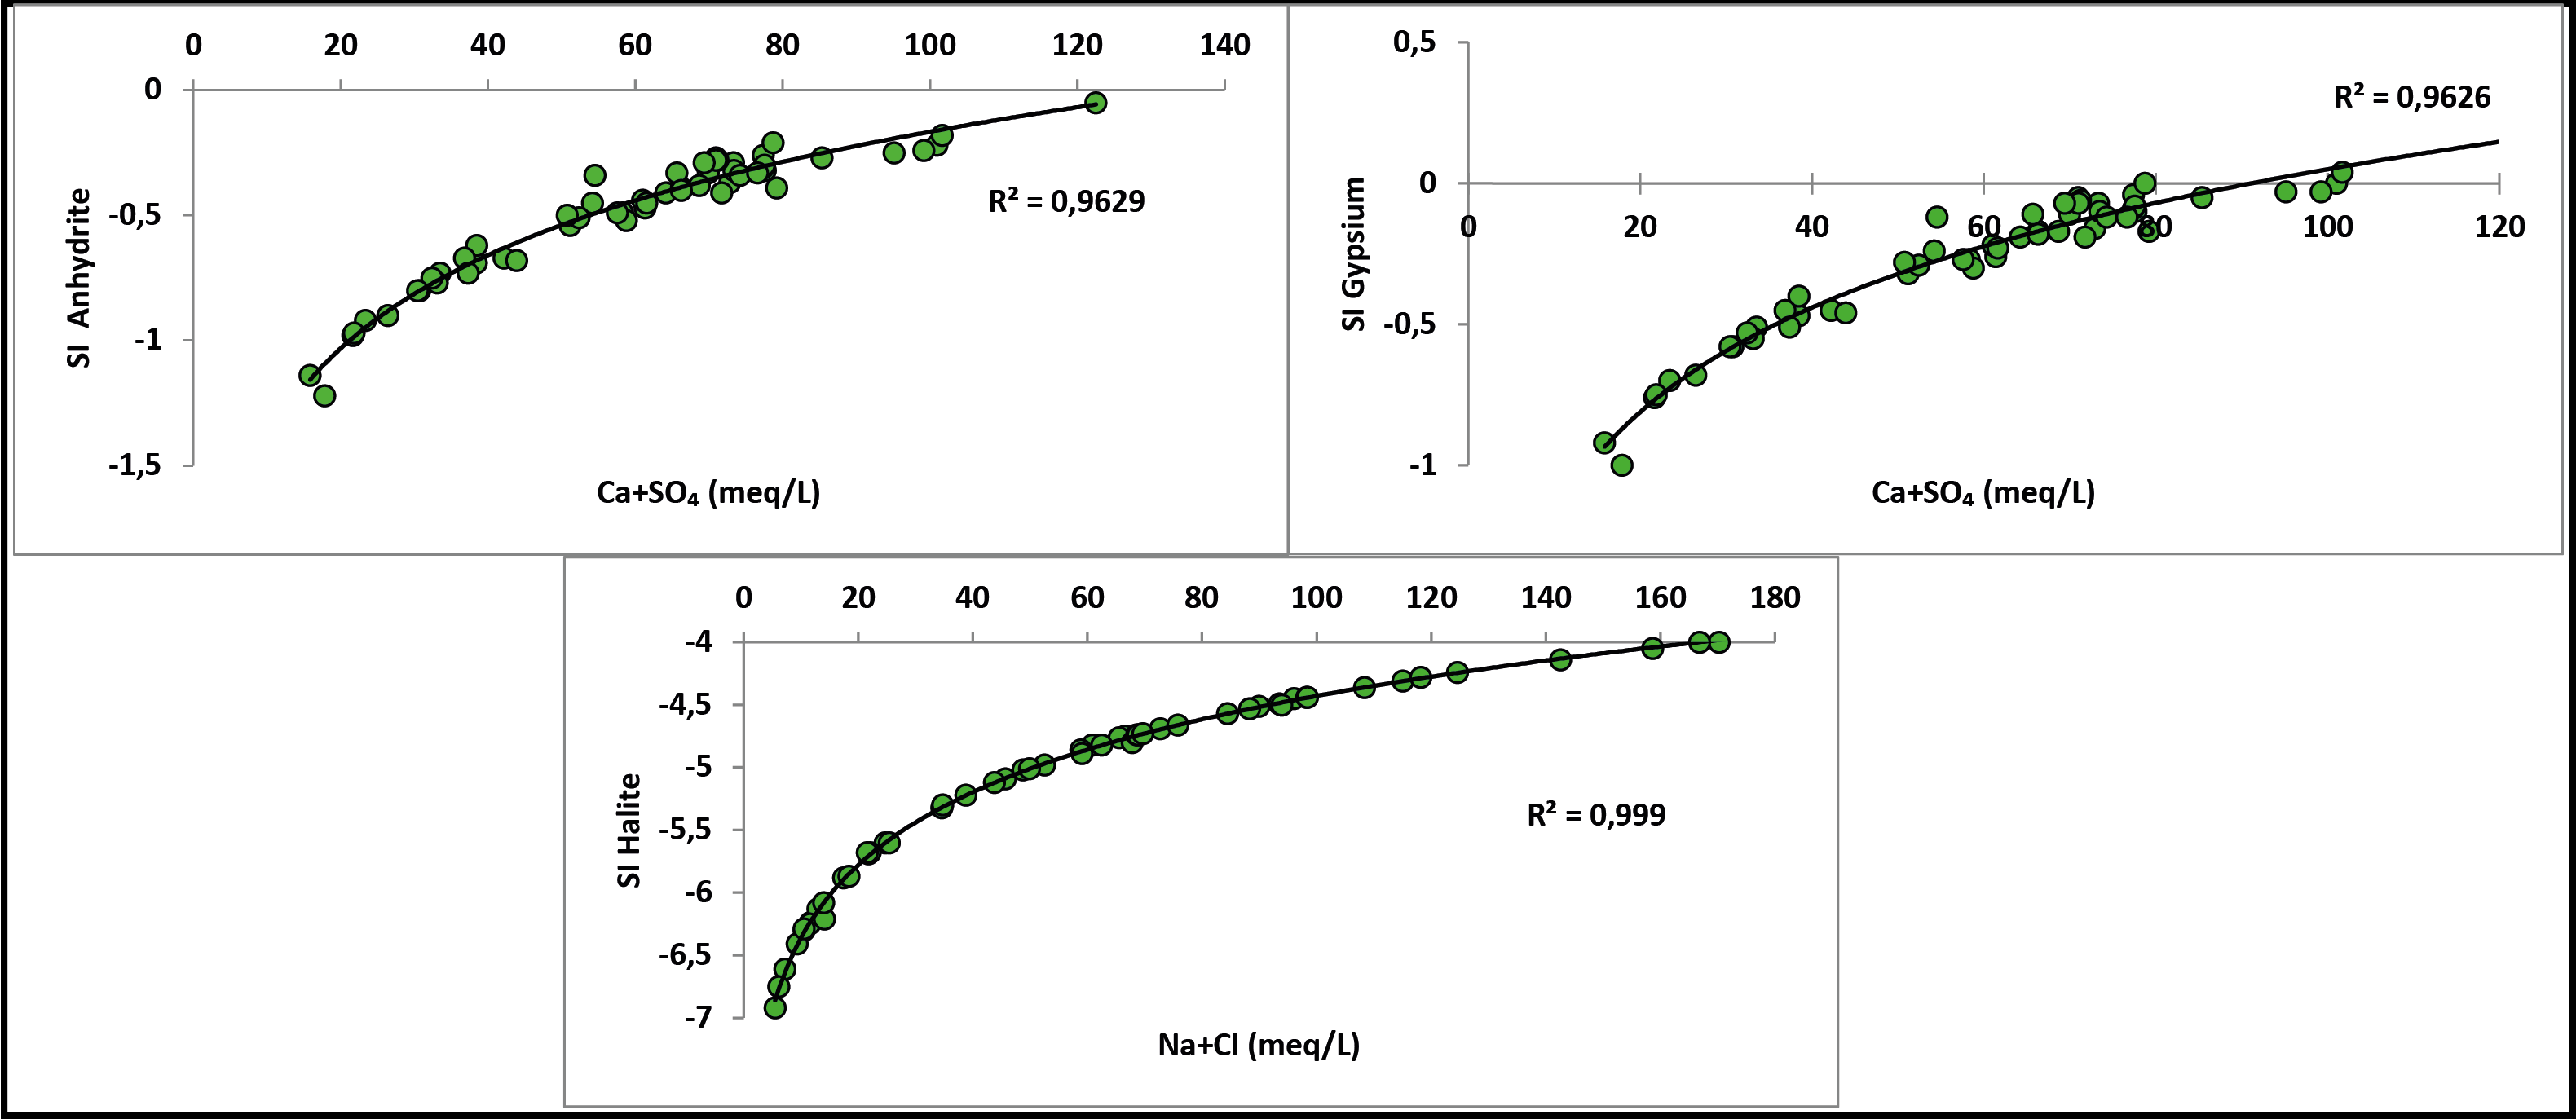 0 20 40 60 80 100 120 140
0
-0,5
-1
-1,5
SI Anhydrite
R² = 0,9629
Ca+SO₄ (meq/L)
0,5
0
-0,5
-1
SI Gypsium
R² = 0,9626
0 20 40 60 80 100 120
Ca+SO₄ (meq/L)
0 20 40 60 80 100 120 140 160 180
-4
-4,5
-5
-5,5
-6
-6,5
-7
SI Halite
R² = 0,999
Na+Cl (meq/L)